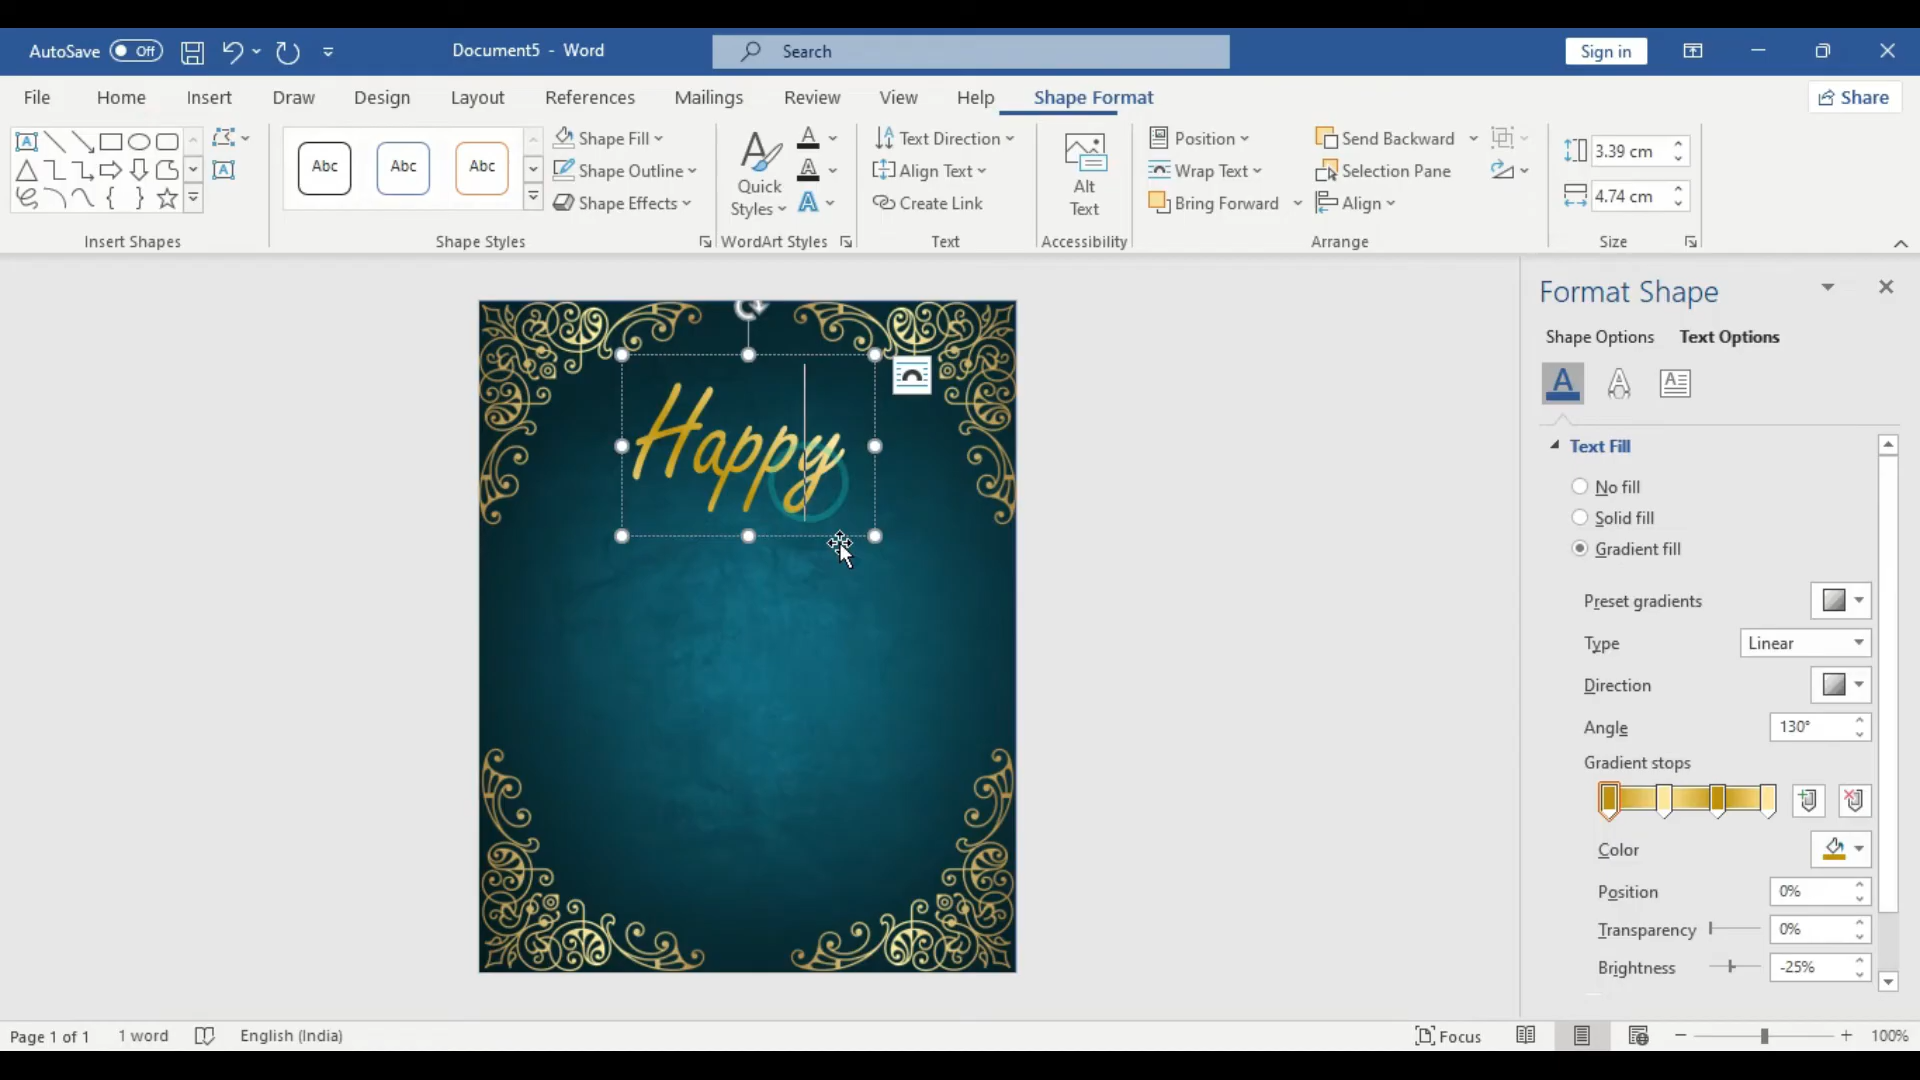 AutoSave Off Document5 - Word Search Sign in
File Home Insert Draw Design Layout References Mailings Review View Help Shape Format Share
Abc Abc Abc
Shape Fill
Shape Outline
Shape Effects
Quick
Styles
Text Direction
Align Text
Create Link
Alt
Text
Position
Wrap Text
Bring Forward
Send Backward
Selection Pane
Align
3.39 cm
4.74 cm
Insert Shapes Shape Styles WordArt Styles Text Accessibility Arrange Size
Happy
Format Shape
Shape Options Text Options
Text Fill
No fill
Solid fill
Gradient fill
Preset gradients
Type Linear
Direction
Angle 130°
Gradient stops
Color
Position 0%
Transparency 0%
Brightness -25%
Page 1 of 1 1 word English (India) Focus 100%